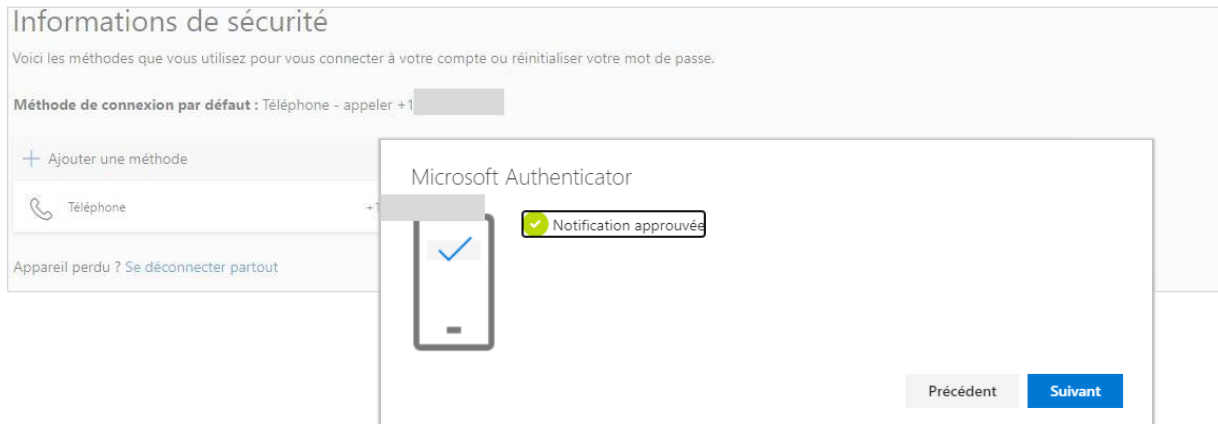 Informations de sécurité
Voici les méthodes que vous utilisez pour vous connecter à votre compte ou réinitialiser votre mot de passe.
Méthode de connexion par défaut : Téléphone - appeler +1
Ajouter une méthode
Téléphone +1
Appareil perdu ? Se déconnecter partout
Microsoft Authenticator
Notification approuvée
Précédent Suivant